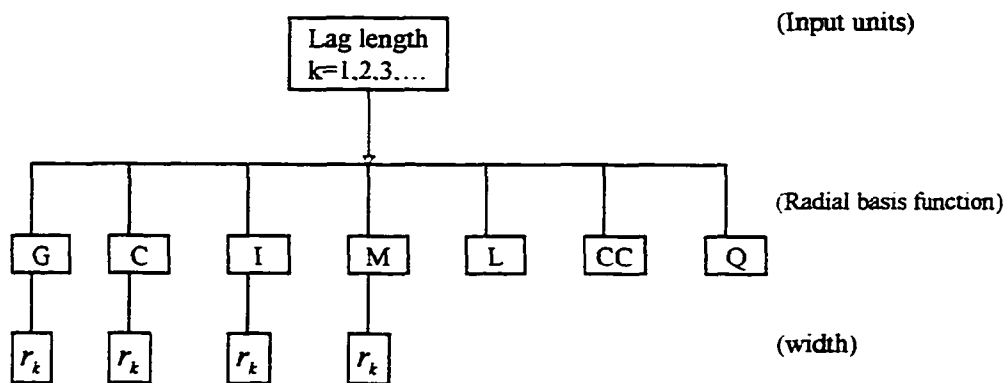 (Input units)
Lag length
k=1,2,3,....
(Radial basis function)
G C I M L CC Q
r_k r_k r_k r_k
(width)